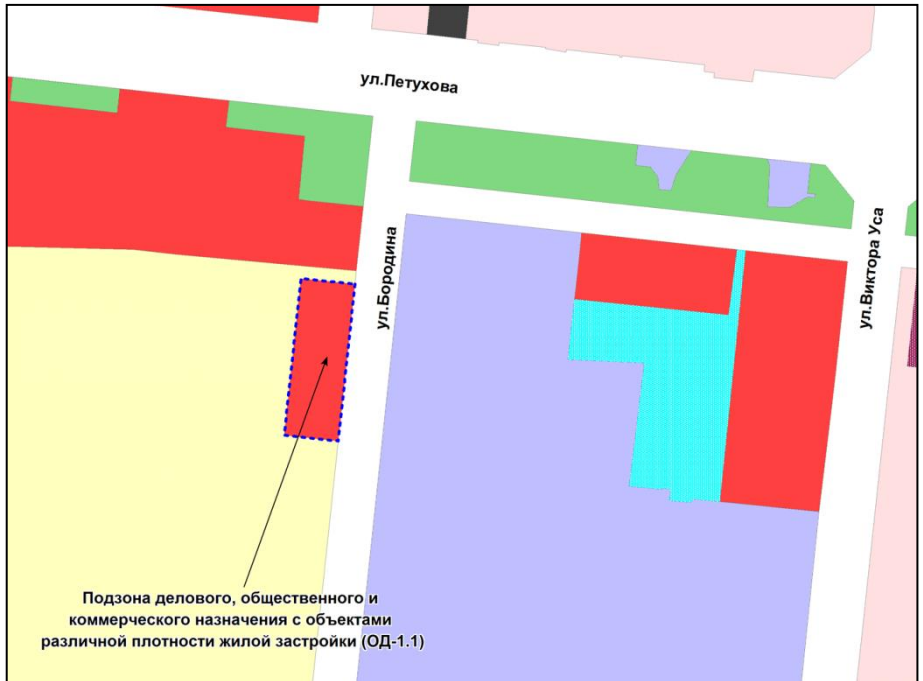 ул.Петухова
ул.Бородина
ул.Виктора Уса
Подзона делового, общественного и
коммерческого назначения с объектами
различной плотности жилой застройки (ОД-1.1)